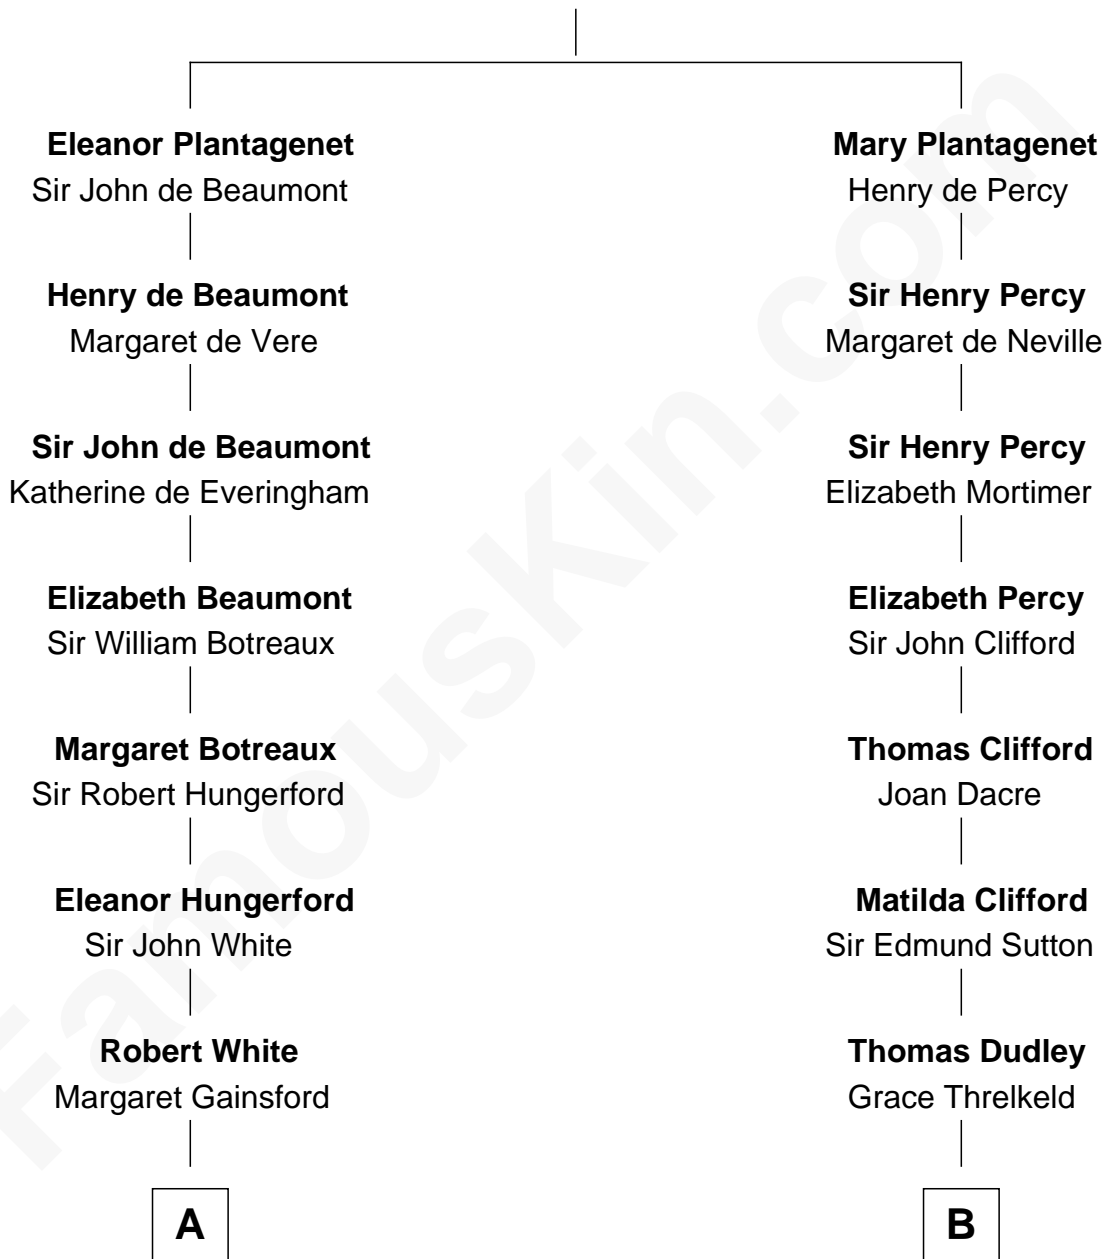 Eleanor Plantagenet
Sir John de Beaumont
Henry de Beaumont
Margaret de Vere
Sir John de Beaumont
Katherine de Everingham
Elizabeth Beaumont
Sir William Botreaux
Margaret Botreaux
Sir Robert Hungerford
Eleanor Hungerford
Sir John White
Robert White
Margaret Gainsford
A
Mary Plantagenet
Henry de Percy
Sir Henry Percy
Margaret de Neville
Sir Henry Percy
Elizabeth Mortimer
Elizabeth Percy
Sir John Clifford
Thomas Clifford
Joan Dacre
Matilda Clifford
Sir Edmund Sutton
Thomas Dudley
Grace Threlkeld
B
FamousKin.com